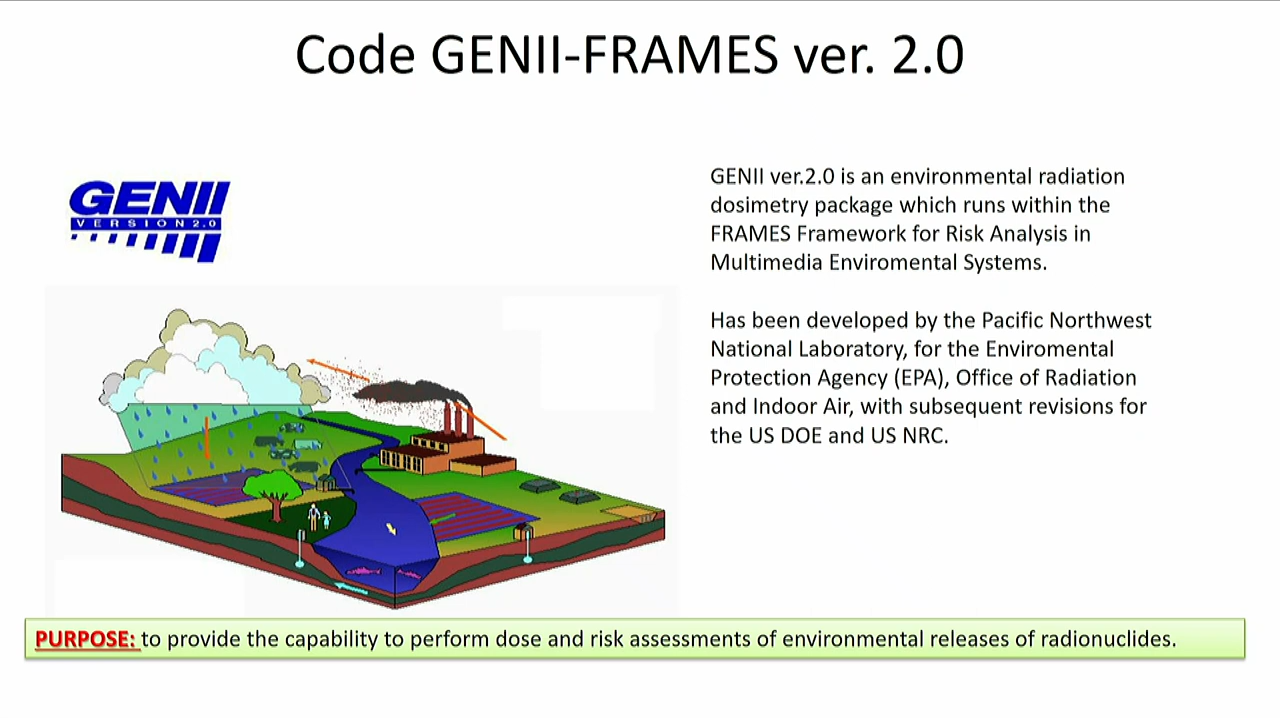 Code GENII-FRAMES ver. 2.0
GENII
VERSION 2.0
GENII ver.2.0 is an environmental radiation
dosimetry package which runs within the
FRAMES Framework for Risk Analysis in
Multimedia Enviromental Systems.
Has been developed by the Pacific Northwest
National Laboratory, for the Enviromental
Protection Agency (EPA), Office of Radiation
and Indoor Air, with subsequent revisions for
the US DOE and US NRC.
PURPOSE: to provide the capability to perform dose and risk assessments of environmental releases of radionuclides.